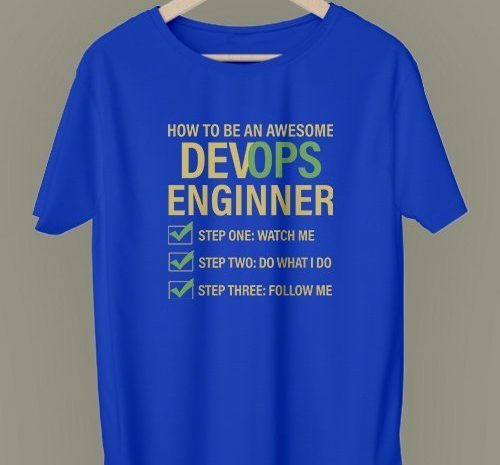 HOW TO BE AN AWESOME
DEVOPS
ENGINNER
STEP ONE: WATCH ME
STEP TWO: DO WHAT I DO
STEP THREE: FOLLOW ME